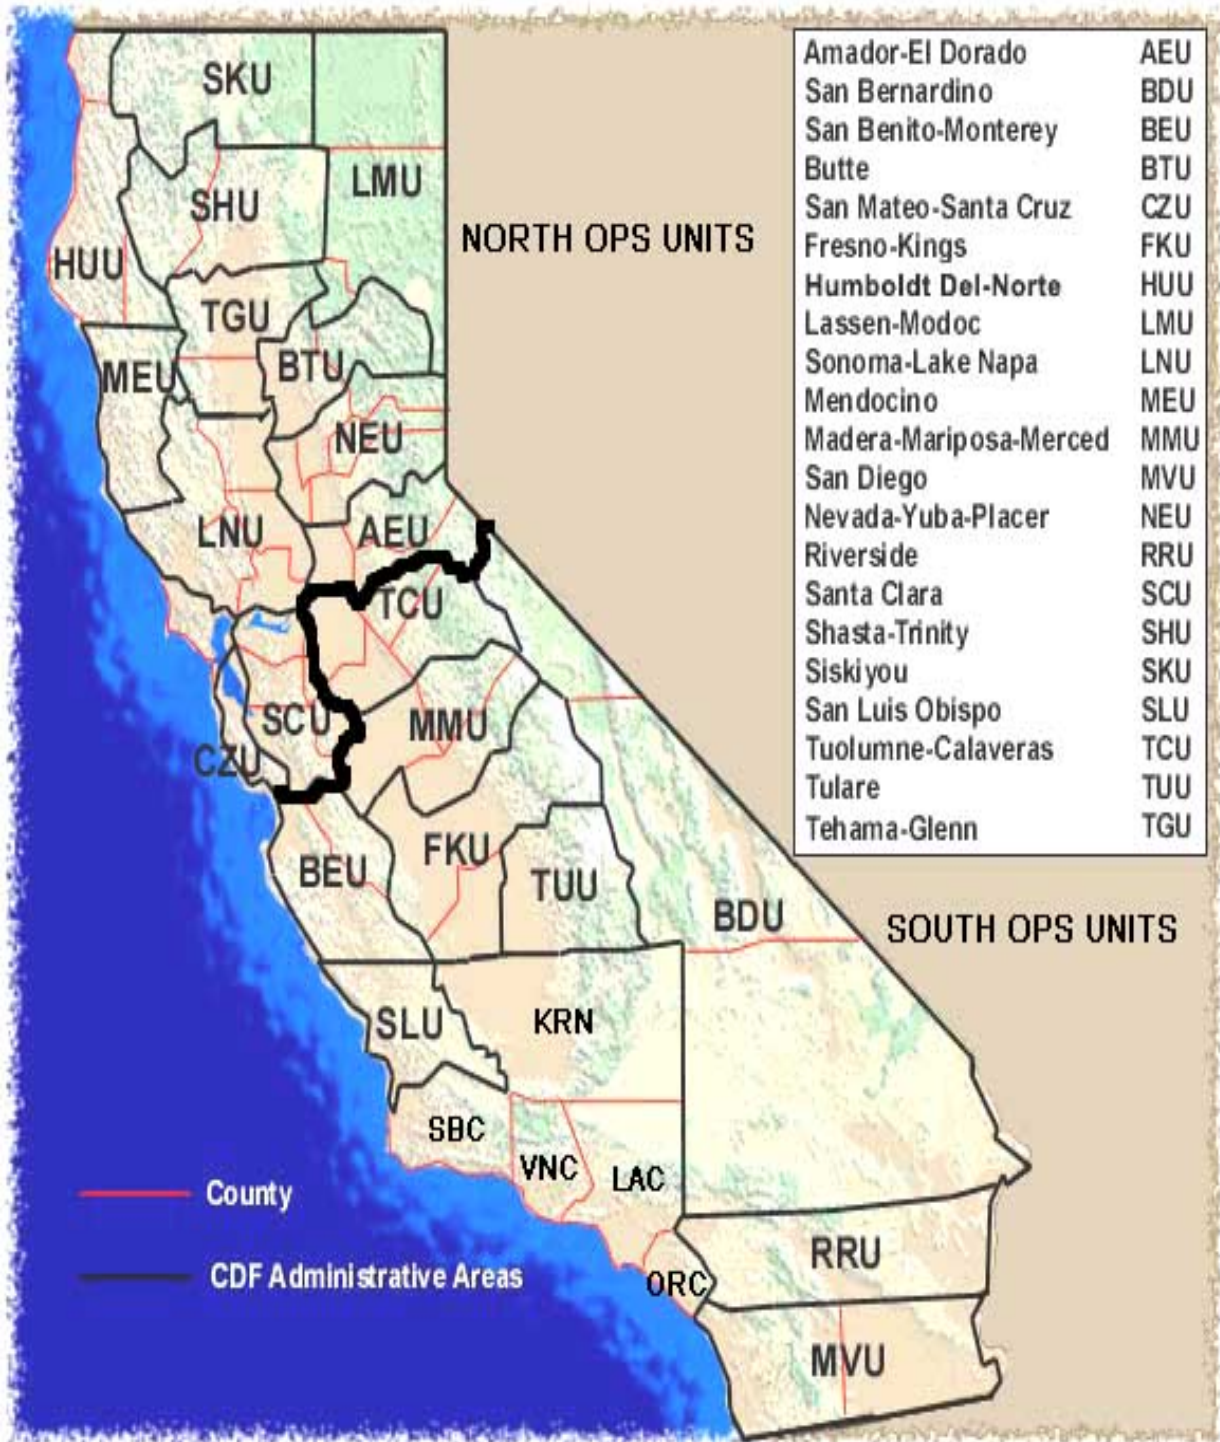 Amador-El Dorado AEU
San Bernardino BDU
San Benito-Monterey BEU
Butte BTU
San Mateo-Santa Cruz CZU
Fresno-Kings FKU
Humboldt Del-Norte HUU
Lassen-Modoc LMU
Sonoma-Lake Napa LNU
Mendocino MEU
Madera-Mariposa-Merced MMU
San Diego MVU
Nevada-Yuba-Placer NEU
Riverside RRU
Santa Clara SCU
Shasta-Trinity SHU
Siskiyou SKU
San Luis Obispo SLU
Tuolumne-Calaveras TCU
Tulare TUU
Tehama-Glenn TGU
NORTH OPS UNITS
SOUTH OPS UNITS
SKU
LMU
SHU
HUU
TGU
BTU
MEU
NEU
LNU
AEU
TCU
SCU
MMU
CZU
FKU
BEU
TUU
BDU
SLU
KRN
SBC
VNC
LAC
RRU
ORC
MVU
County
CDF Administrative Areas